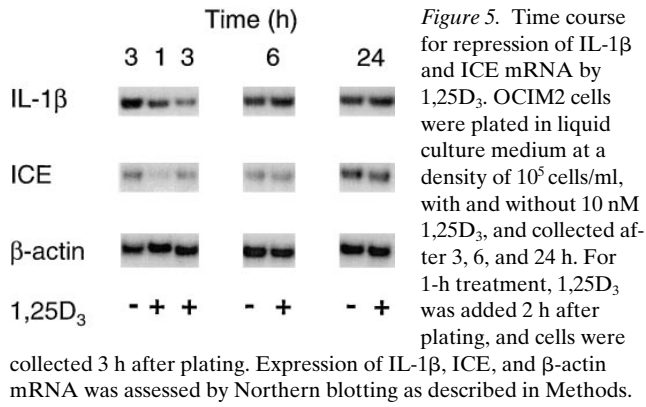 Time (h)
3 1 3 6 24
IL-1β
ICE
β-actin
1,25D₃ - + + - + - +
Figure 5. Time course
for repression of IL-1β
and ICE mRNA by
1,25D₃. OCIM2 cells
were plated in liquid
culture medium at a
density of 10⁵ cells/ml,
with and without 10 nM
1,25D₃, and collected af-
ter 3, 6, and 24 h. For
1-h treatment, 1,25D₃
was added 2 h after
plating, and cells were
collected 3 h after plating. Expression of IL-1β, ICE, and β-actin
mRNA was assessed by Northern blotting as described in Methods.